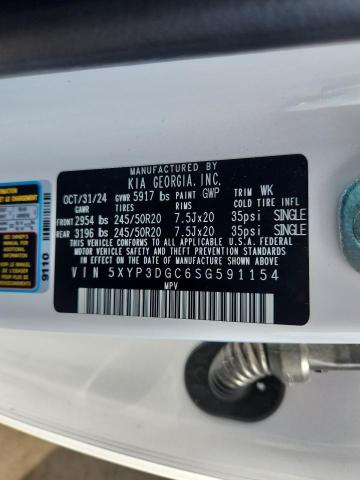 MANUFACTURED BY
KIA GEORGIA, INC.
OCT/31/24 GVWR 5917 lbs PAINT GWP TRIM WK
GAWR TIRES COLD TIRE INFL
FRONT 2954 lbs 245/50R20 7.5Jx20 35psi SINGLE
REAR 3196 lbs 245/50R20 7.5Jx20 35psi SINGLE
THIS VEHICLE CONFORMS TO ALL APPLICABLE U.S.A. FEDERAL
MOTOR VEHICLE SAFETY AND THEFT PREVENTION STANDARDS
IN EFFECT ON THE DATE OF MANUFACTURE SHOWN ABOVE.
VIN 5XYP3DGC6SG591154
MPV
9110